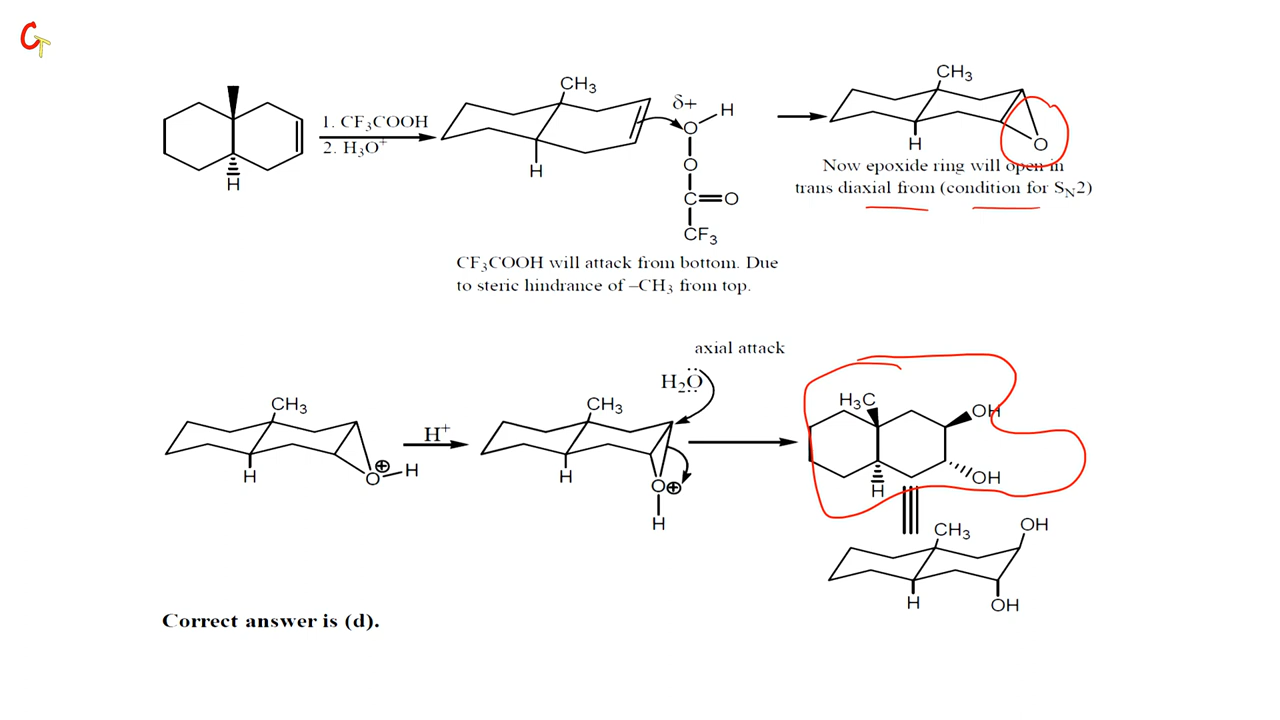 CT
CH₃
δ+
H
O
1. CF₃COOH
2. H₃O⁺
O
C=O
CF₃
H
H
CH₃
H
O
Now epoxide ring will open in
trans diaxial from (condition for S_N2)
CF₃COOH will attack from bottom. Due
to steric hindrance of –CH₃ from top.
axial attack
H₂O
CH₃
H
O
⊕
H
H⁺
CH₃
H
O⊕
H
H₃C
OH
OH
H
CH₃
OH
H
OH
Correct answer is (d).